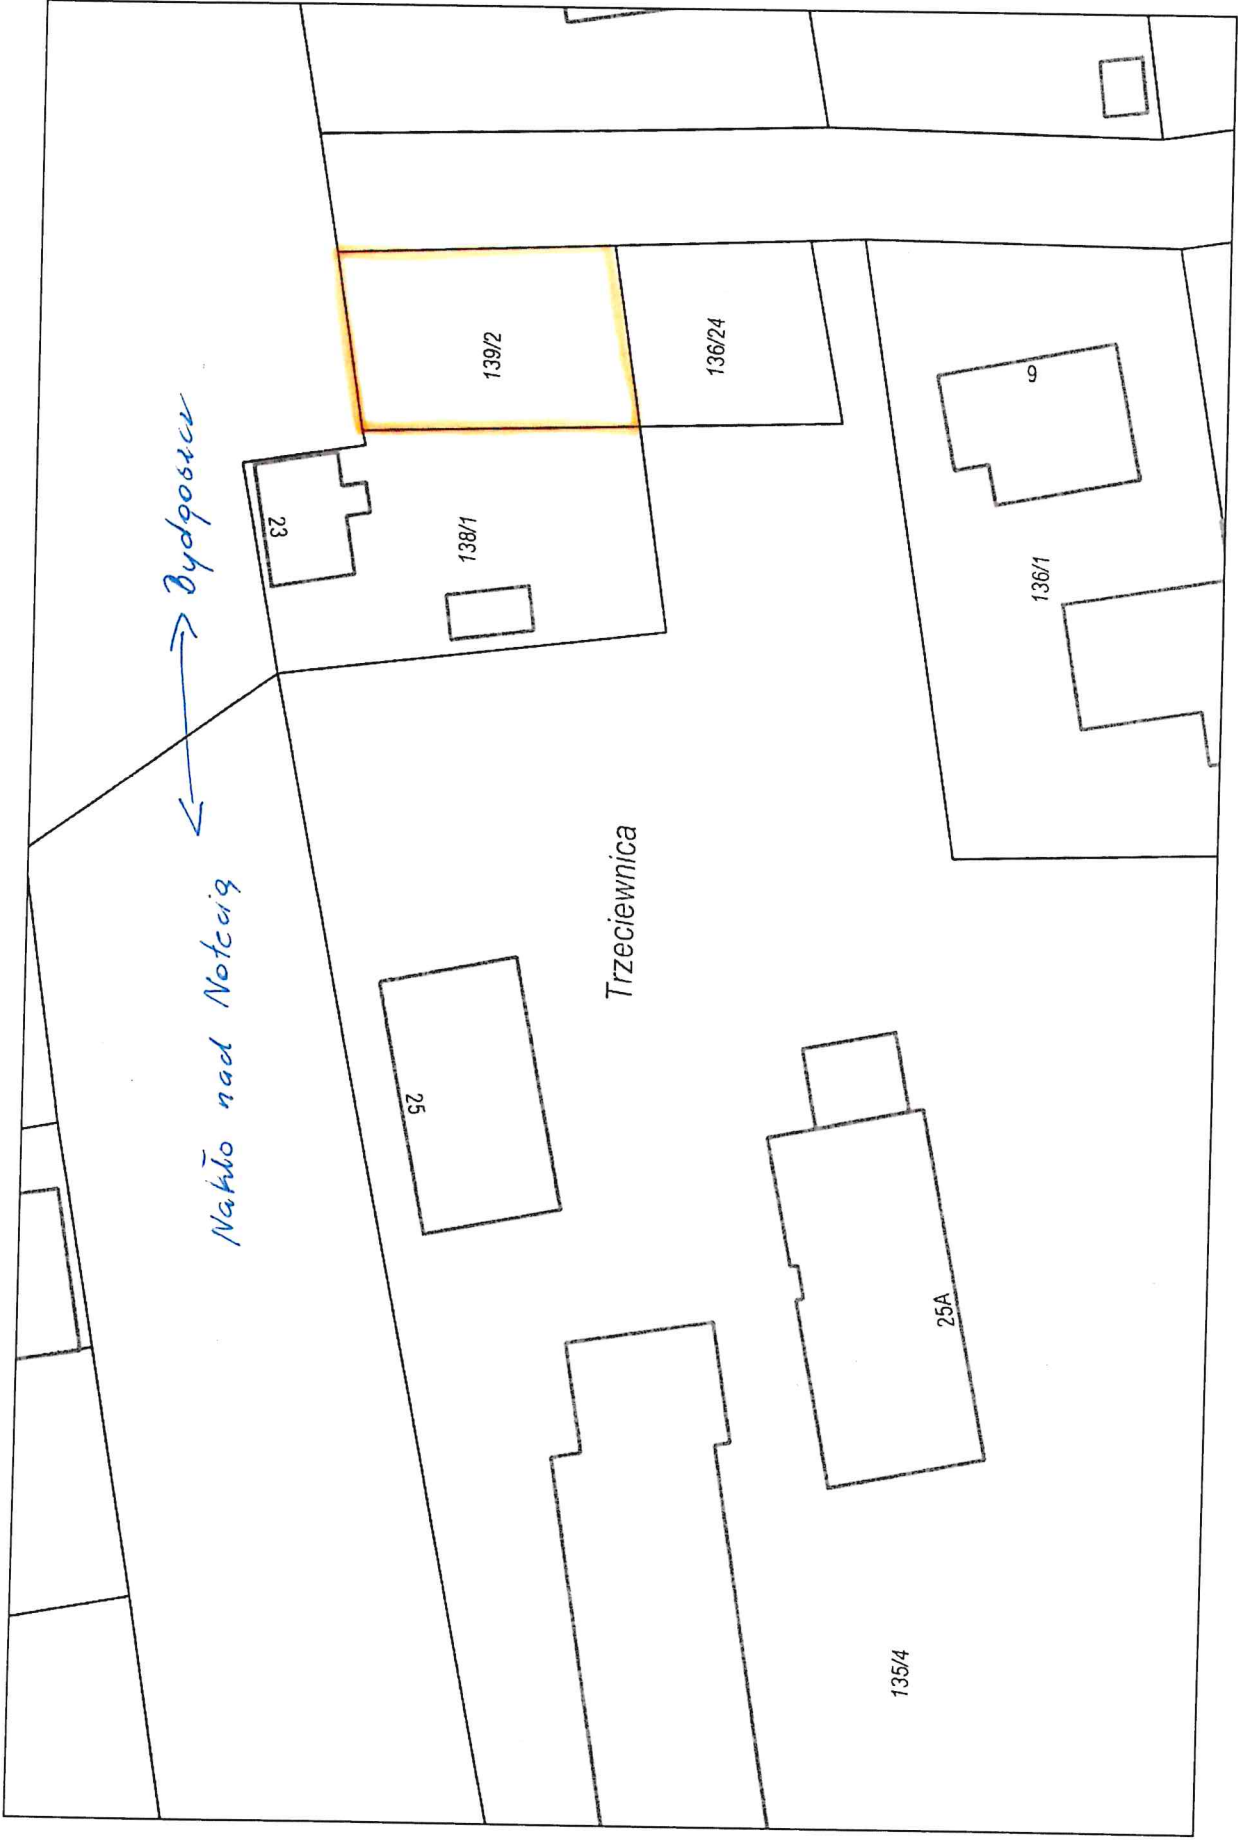 139/2
136/24
9
23
138/1
136/1
Nakło nad Notecią ⟵⟶ Bydgoszcz
Trzeciewnica
25
25A
135/4